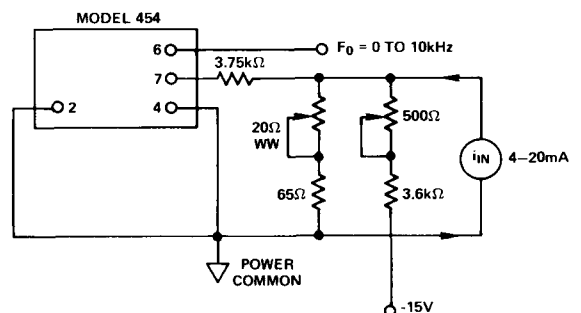 MODEL 454
6
F₀ = 0 TO 10kHz
7
3.75kΩ
2
4
20Ω
WW
500Ω
iIN
4–20mA
65Ω
3.6kΩ
POWER
COMMON
-15V